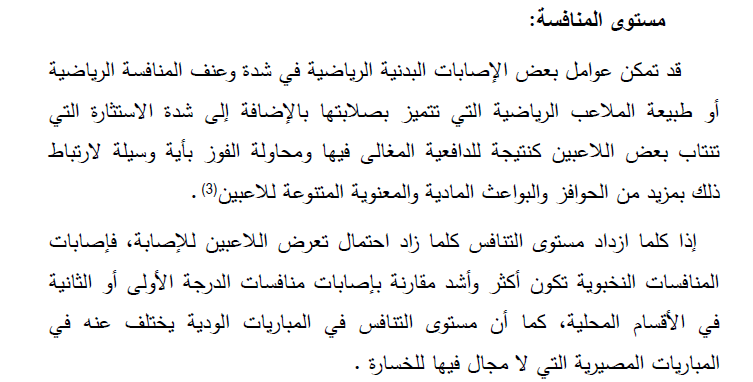 مستوى المنافسة:
قد تمكن عوامل بعض الإصابات البدنية الرياضية في شدة وعنف المنافسة الرياضية
أو طبيعة الملاعب الرياضية التي تتميز بصلابتها بالإضافة إلى شدة الاستثارة التي
تنتاب بعض اللاعبين كنتيجة للدافعية المغالى فيها ومحاولة الفوز بأية وسيلة لارتباط
ذلك بمزيد من الحوافز والبواعث المادية والمعنوية المتنوعة للاعبين(3) .
إذا كلما ازداد مستوى التنافس كلما زاد احتمال تعرض اللاعبين للإصابة، فإصابات
المنافسات النخبوية تكون أكثر وأشد مقارنة بإصابات منافسات الدرجة الأولى أو الثانية
في الأقسام المحلية، كما أن مستوى التنافس في المباريات الودية يختلف عنه في
المباريات المصيرية التي لا مجال فيها للخسارة .